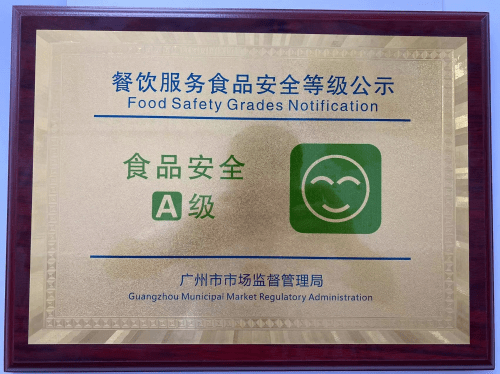 餐饮服务食品安全等级公示
Food Safety Grades Notification
食品安全
A级
广州市市场监督管理局
Guangzhou Municipal Market Regulatory Administration